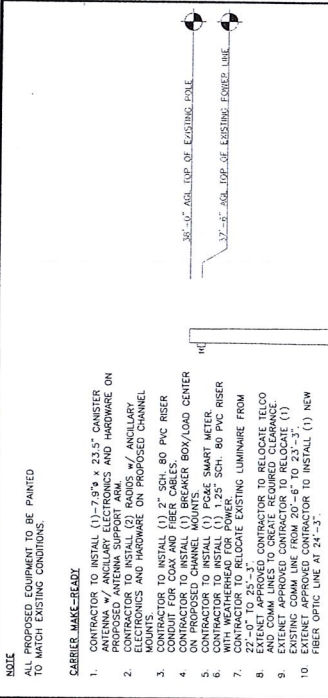 NOTE
ALL PROPOSED EQUIPMENT TO BE PAINTED
TO MATCH EXISTING CONDITIONS.
CARRIER MAKE-READY
1. CONTRACTOR TO INSTALL (1)-7.9"ø x 23.5" CANISTER
ANTENNA w/ ANCILLARY ELECTRONICS AND HARDWARE ON
PROPOSED ANTENNA SUPPORT ARM.
2. CONTRACTOR TO INSTALL (2) RADIOS w/ ANCILLARY
ELECTRONICS AND HARDWARE ON PROPOSED CHANNEL
MOUNTS.
3. CONTRACTOR TO INSTALL (1) 2" SCH. 80 PVC RISER
CONDUIT FOR COAX AND FIBER CABLES.
4. CONTRACTOR TO INSTALL (1) BREAKER BOX/LOAD CENTER
ON PROPOSED CHANNEL MOUNTS.
5. CONTRACTOR TO INSTALL (1) PG&E SMART METER.
6. CONTRACTOR TO INSTALL (1) 1.25" SCH. 80 PVC RISER
WITH WEATHERHEAD FOR POWER.
7. CONTRACTOR TO RELOCATE EXISTING LUMINAIRE FROM
22'-0" TO 25'-3".
8. EXTENET APPROVED CONTRACTOR TO RELOCATE TELCO
AND COMM LINES TO CREATE REQUIRED CLEARANCE.
9. EXTENET APPROVED CONTRACTOR TO RELOCATE (1)
EXISTING COMM LINE FROM 20'-6" TO 23'-3".
10. EXTENET APPROVED CONTRACTOR TO INSTALL (1) NEW
FIBER OPTIC LINE AT 24'-3".
38'-0" AGL TOP OF EXISTING POLE
37'-6" AGL TOP OF EXISTING POWER LINE